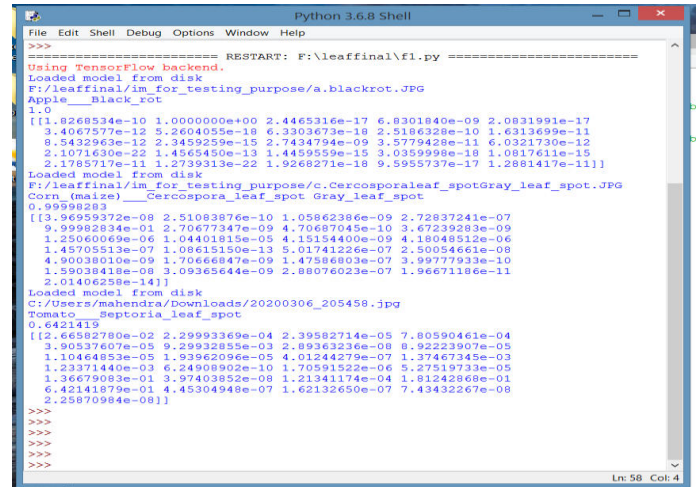 Python 3.6.8 Shell
File Edit Shell Debug Options Window Help
>>>
======================== RESTART: F:\leaffinal\f1.py ========================
Using TensorFlow backend.
Loaded model from disk
F:/leaffinal/im_for_testing_purpose/a.blackrot.JPG
Apple___Black_rot
1.0
[[1.8268534e-10 1.0000000e+00 2.4465316e-17 6.8301840e-09 2.0831991e-17
3.4067577e-12 5.2604055e-18 6.3303673e-18 2.5186328e-10 1.6313699e-11
8.5432963e-12 2.3459259e-15 2.7434794e-09 3.5779428e-11 6.0321730e-12
2.1071630e-22 1.4565450e-13 1.4459559e-15 3.0359998e-18 1.0817611e-15
2.1785717e-11 1.2739313e-22 1.9268271e-18 9.5955737e-17 1.2881417e-11]]
Loaded model from disk
F:/leaffinal/im_for_testing_purpose/c.Cercosporaleaf_spotGray_leaf_spot.JPG
Corn_(maize)___Cercospora_leaf_spot Gray_leaf_spot
0.99998283
[[3.96959372e-08 2.51083876e-10 1.05862386e-09 2.72837241e-07
9.99982834e-01 2.70677347e-09 4.70687045e-10 3.67239283e-09
1.25060069e-06 1.04401815e-05 4.15154400e-09 4.18048512e-06
1.45705513e-07 1.08615150e-13 5.01741226e-07 2.50054661e-08
4.90038010e-09 1.70666847e-09 1.47586803e-07 3.99777933e-10
1.59038418e-08 3.09365644e-09 2.88076023e-07 1.96671186e-11
2.01406258e-14]]
Loaded model from disk
C:/Users/mahendra/Downloads/20200306_205458.jpg
Tomato___Septoria_leaf_spot
0.6421419
[[2.66582780e-02 2.29993369e-04 2.39582714e-05 7.80590461e-04
3.90537607e-05 9.29932855e-03 2.89363236e-08 8.92223907e-05
1.10464853e-05 1.93962096e-05 4.01244279e-07 1.37467345e-03
1.23371440e-03 6.24908902e-10 1.70591522e-06 5.27519733e-05
1.36679083e-01 3.97403852e-08 1.21341174e-04 1.81242868e-01
6.42141879e-01 4.45304948e-07 1.62132650e-07 7.43432267e-08
2.25870984e-08]]
>>>
>>>
>>>
>>>
>>>
Ln: 58 Col: 4